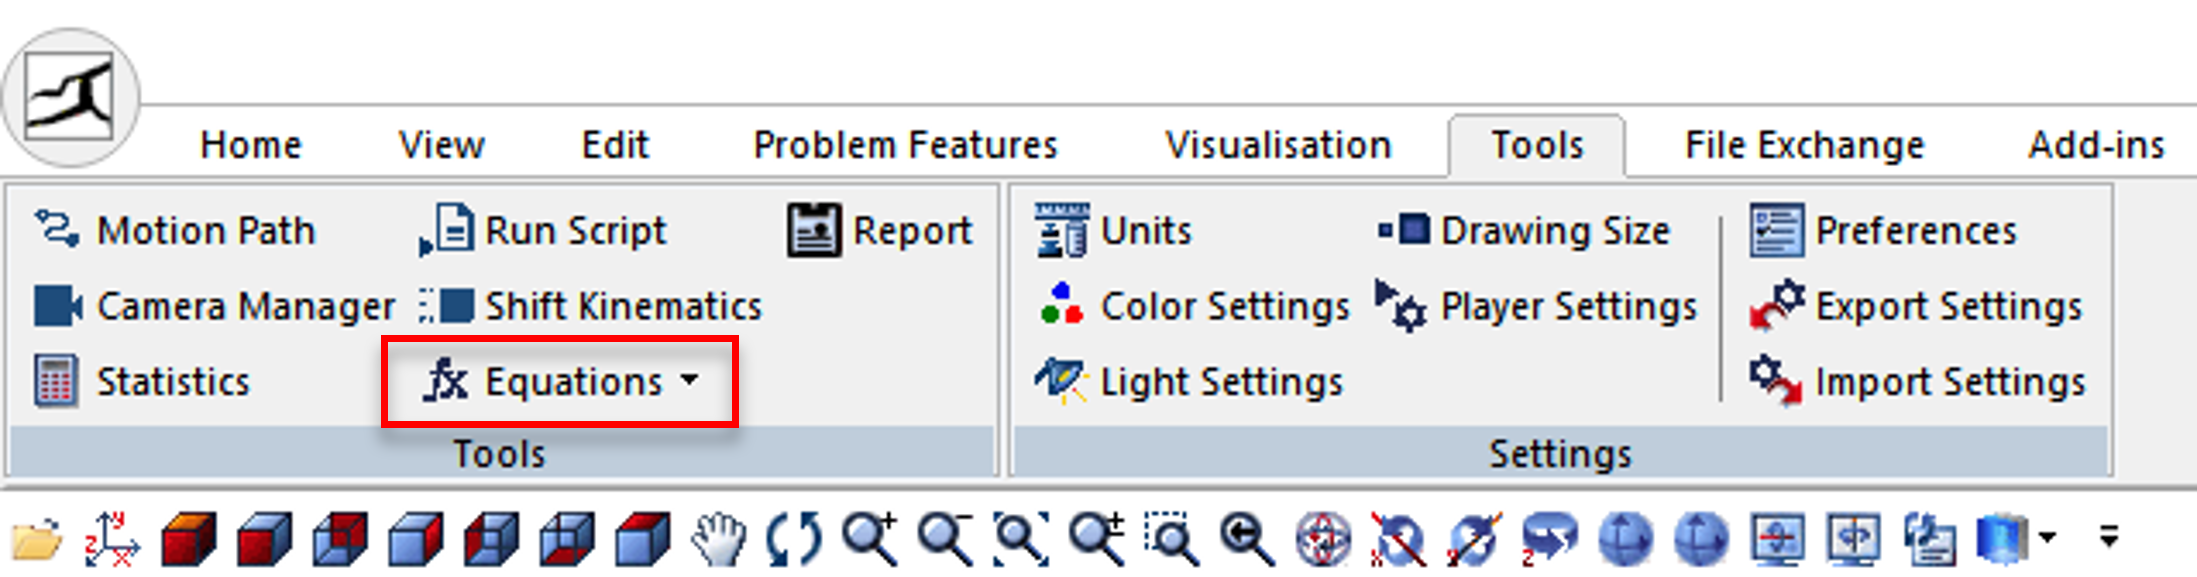 Home View Edit Problem Features Visualisation Tools File Exchange Add-ins
Motion Path Run Script Report Units Drawing Size Preferences
Camera Manager Shift Kinematics Color Settings Player Settings Export Settings
Statistics fx Equations Light Settings Import Settings
Tools Settings